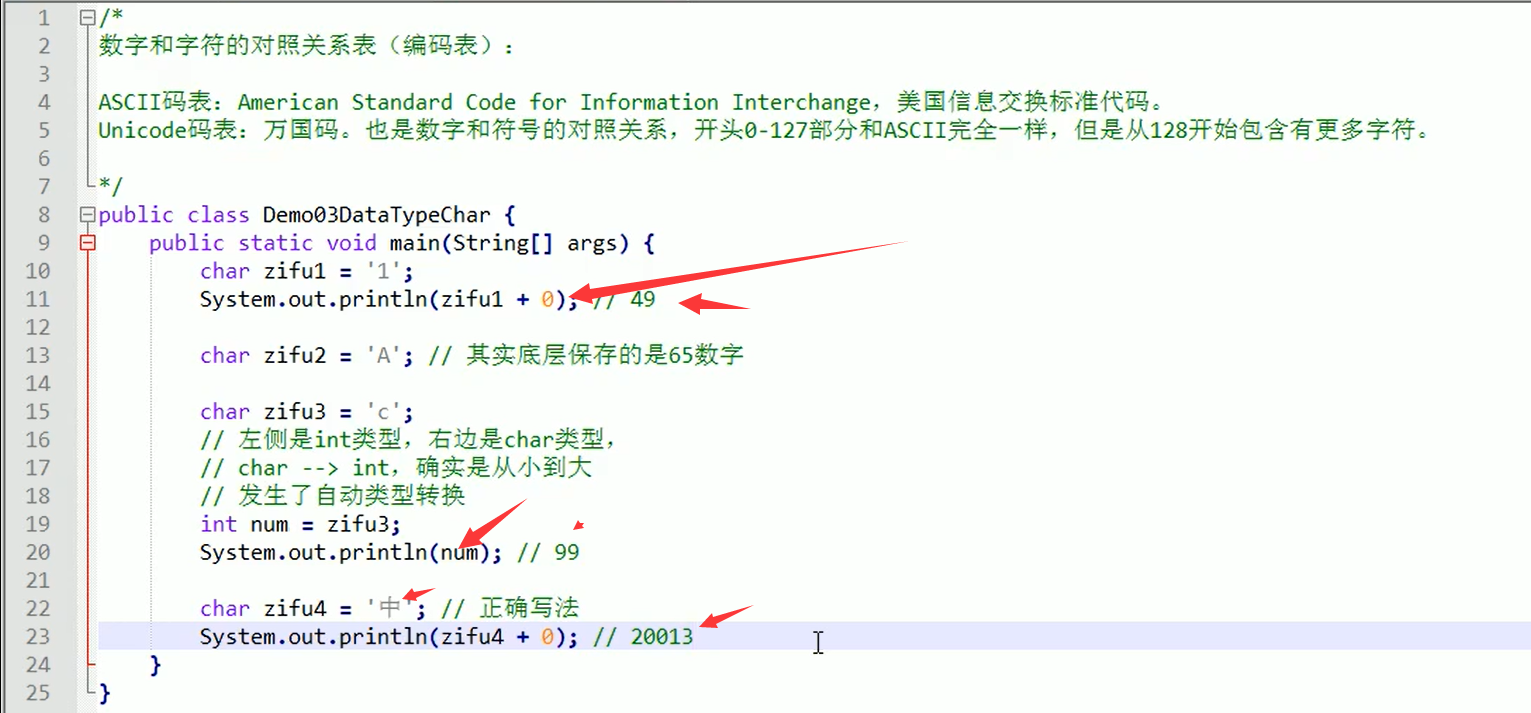 1 /*
2 数字和字符的对照关系表（编码表）：
3
4 ASCII码表：American Standard Code for Information Interchange，美国信息交换标准代码。
5 Unicode码表：万国码。也是数字和符号的对照关系，开头0-127部分和ASCII完全一样，但是从128开始包含有更多字符。
6
7 */
8 public class Demo03DataTypeChar {
9 public static void main(String[] args) {
10 char zifu1 = '1';
11 System.out.println(zifu1 + 0); // 49
12
13 char zifu2 = 'A'; // 其实底层保存的是65数字
14
15 char zifu3 = 'c';
16 // 左侧是int类型，右边是char类型，
17 // char --> int，确实是从小到大
18 // 发生了自动类型转换
19 int num = zifu3;
20 System.out.println(num); // 99
21
22 char zifu4 = '中'; // 正确写法
23 System.out.println(zifu4 + 0); // 20013
24 }
25 }